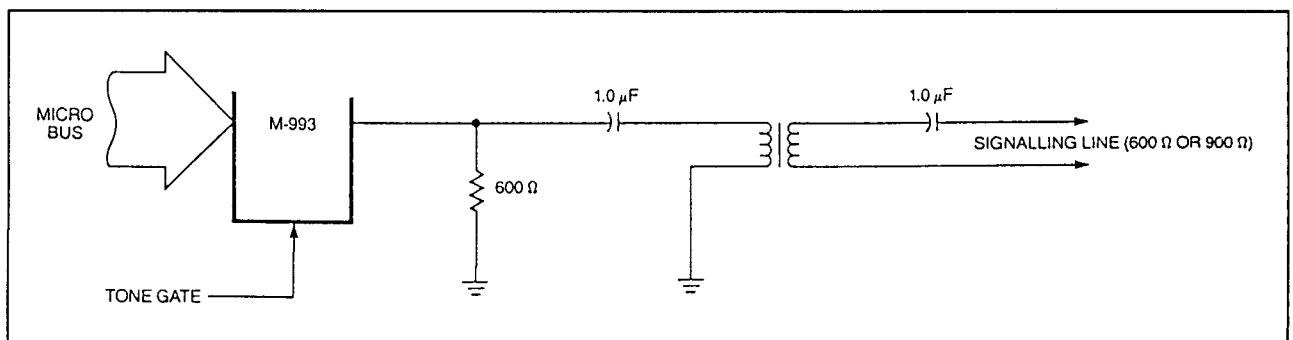 MICRO
BUS
M-993
TONE GATE
600 Ω
1.0 µF
1.0 µF
SIGNALLING LINE (600 Ω OR 900 Ω)